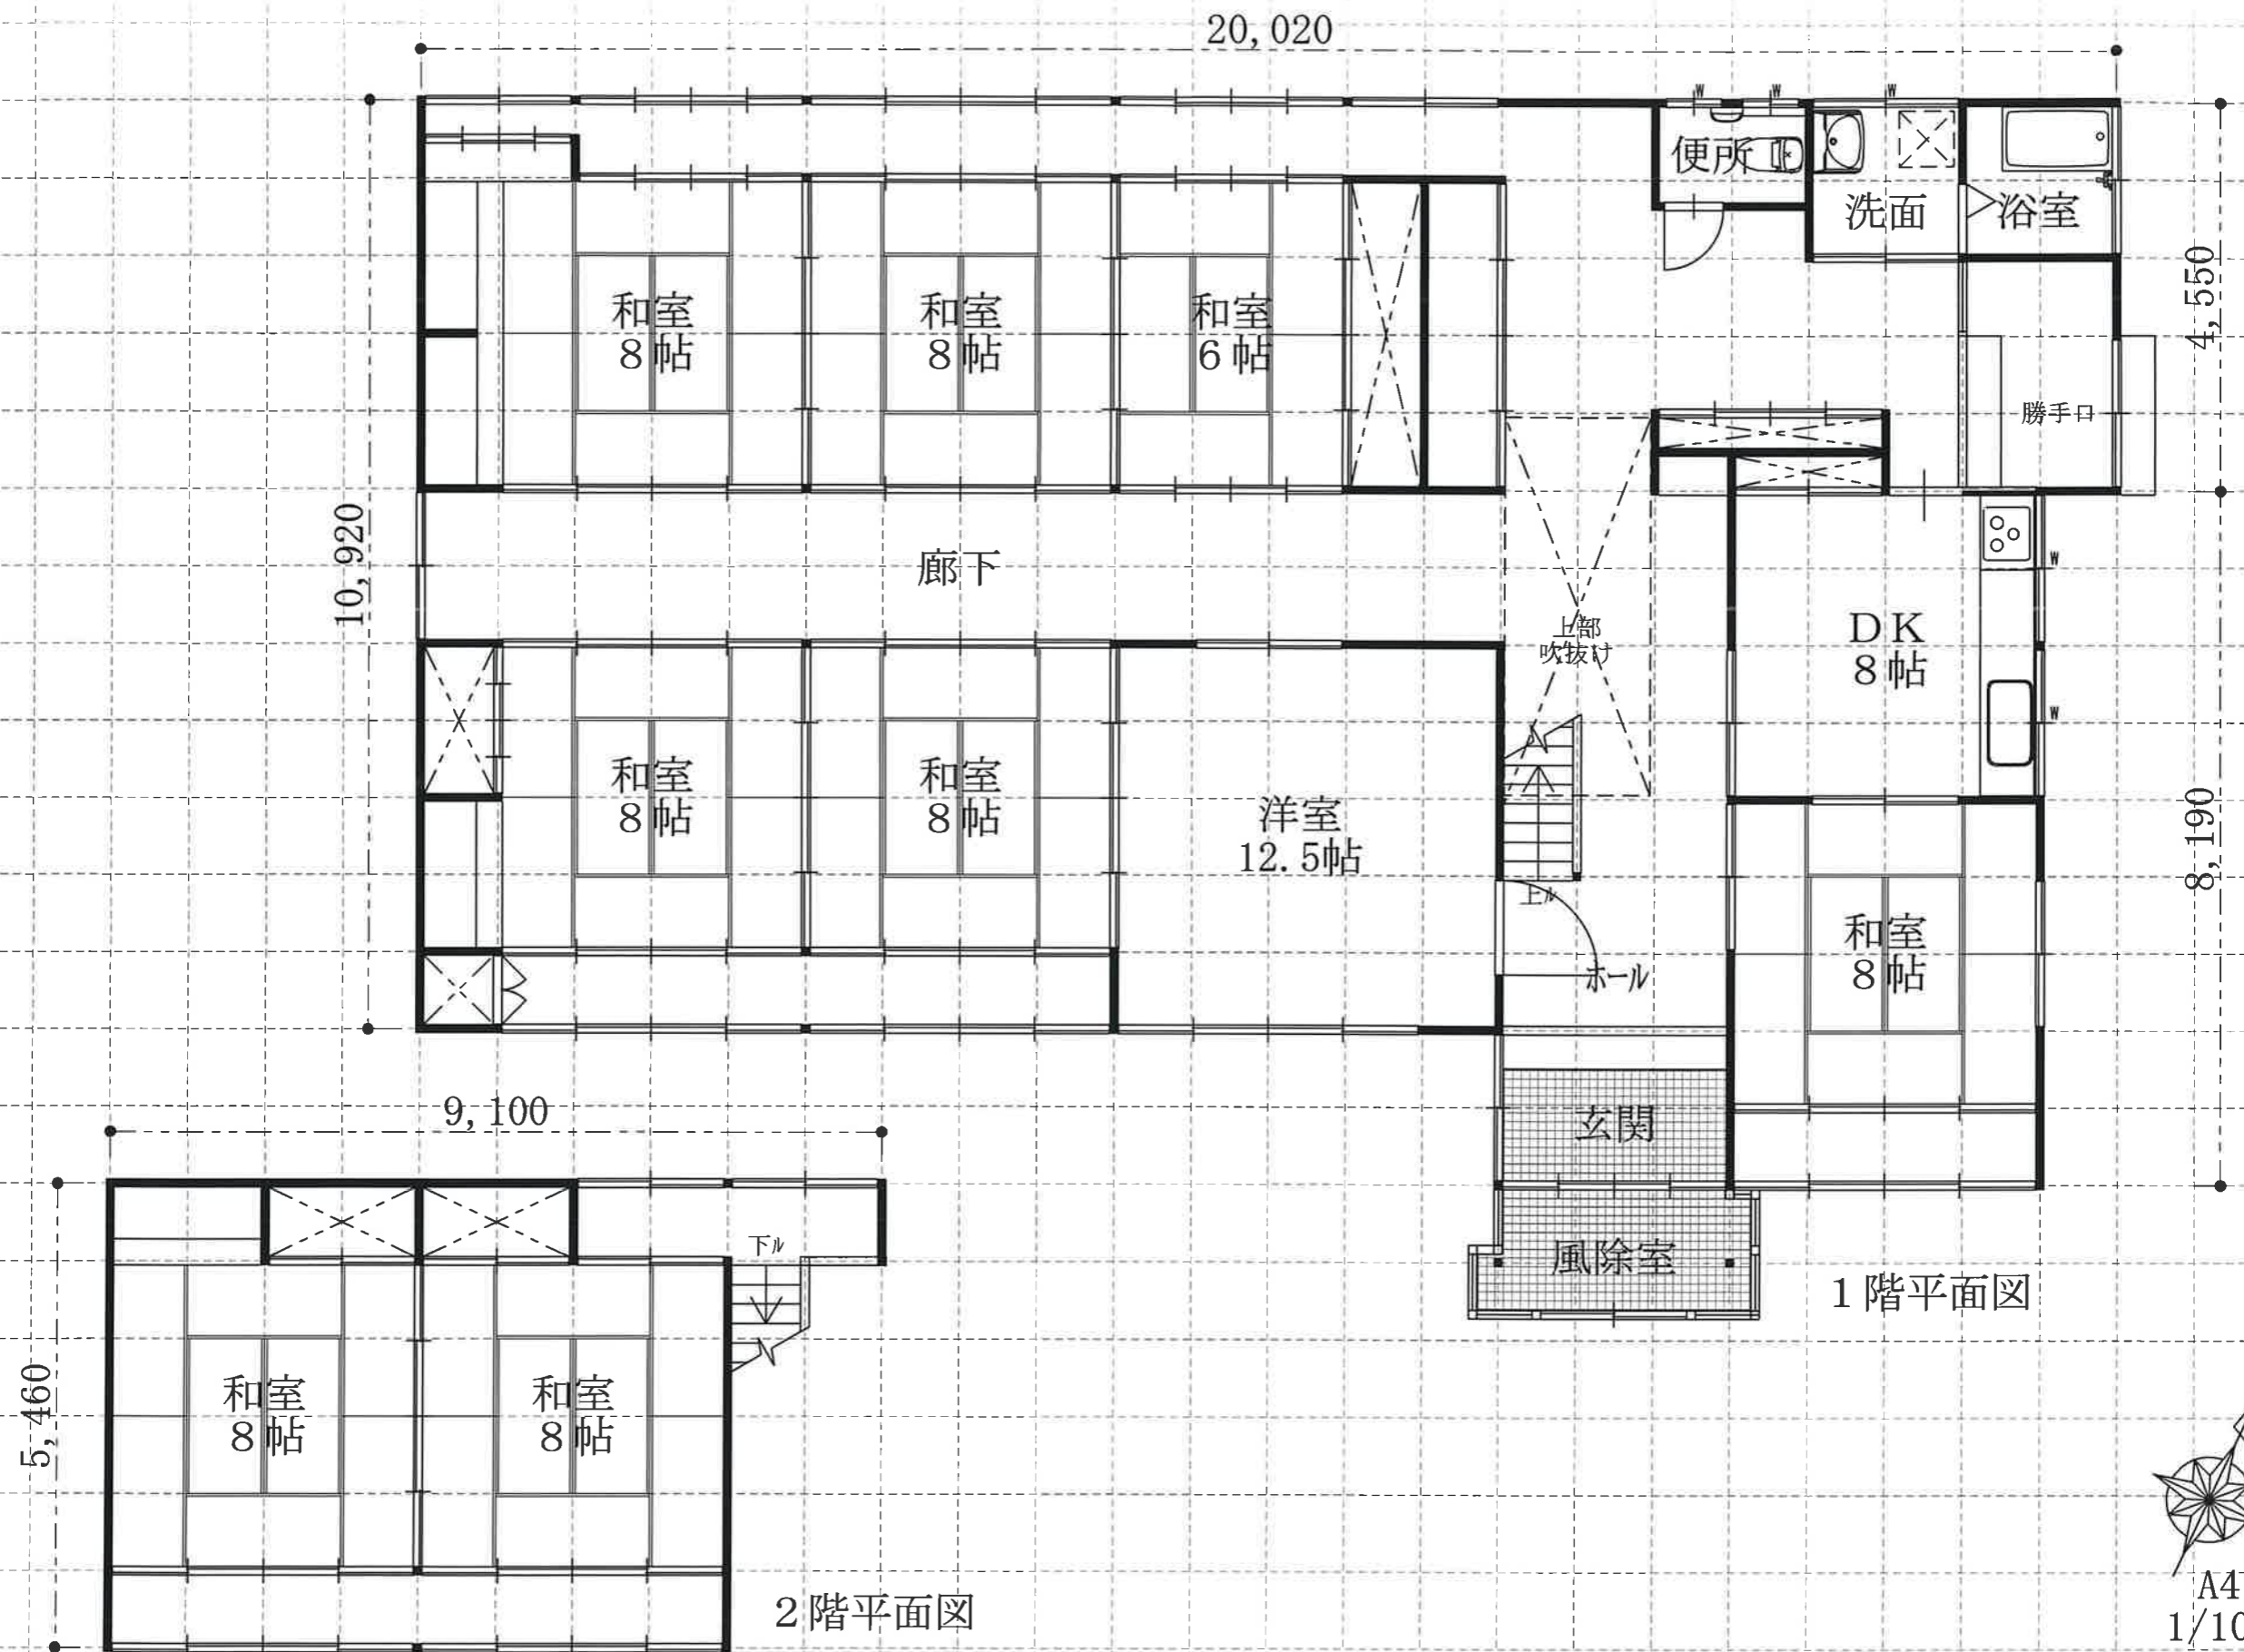 20,020
W
W
W
便所
洗面
浴室
4,550
和室
8帖
和室
8帖
和室
6帖
勝手口
10,920
廊下
W
上部
吹抜け
DK
8帖
W
和室
8帖
和室
8帖
洋室
12.5帖
8,190
上ル
ホール
和室
8帖
9,100
玄関
下ル
風除室
1階平面図
5,460
和室
8帖
和室
8帖
2階平面図
A4
1/10